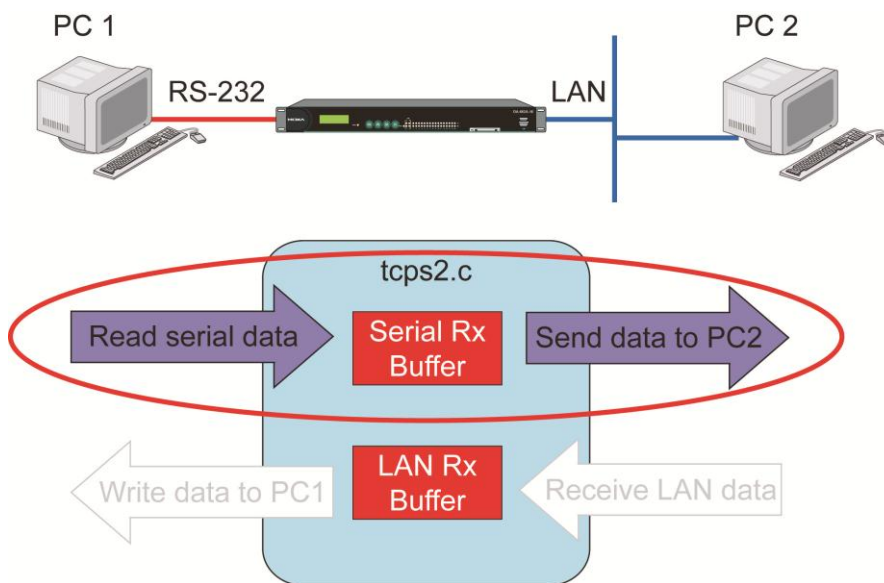 PC 1
PC 2
RS-232
LAN
MOXA
tcps2.c
Read serial data
Serial Rx
Buffer
Send data to PC2
Write data to PC1
LAN Rx
Buffer
Receive LAN data